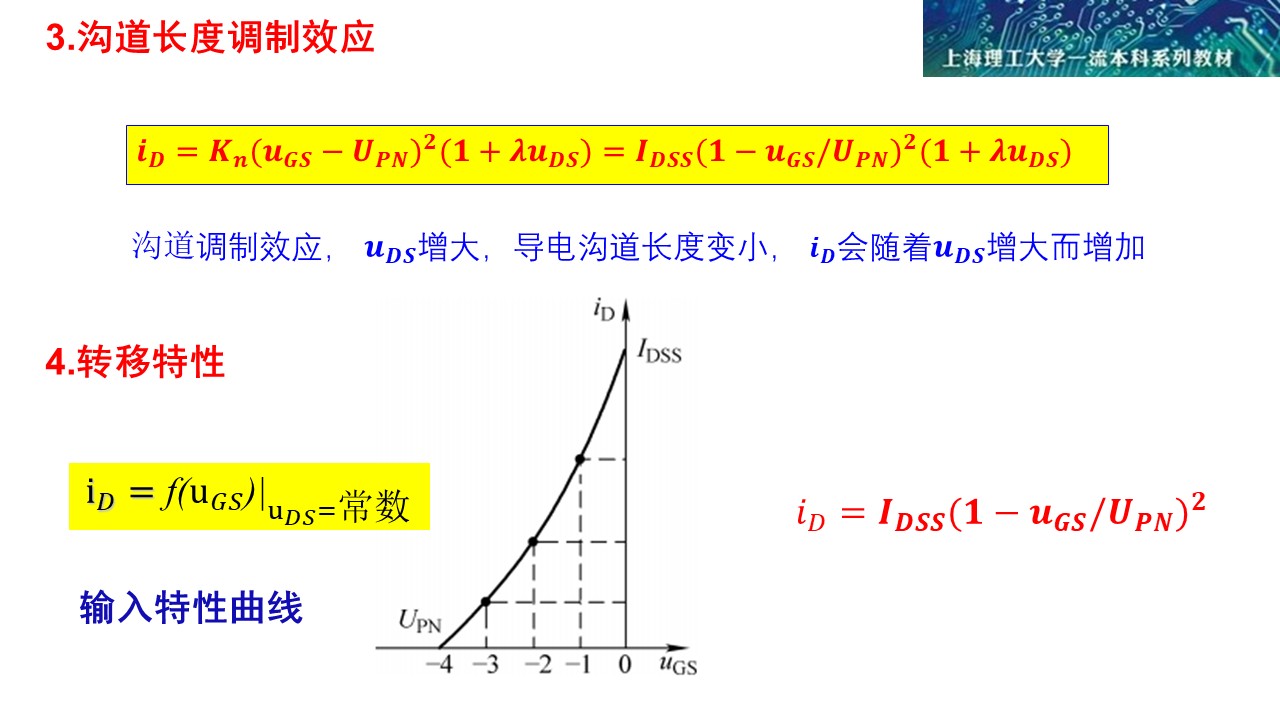 3.沟道长度调制效应
上海理工大学一流本科系列教材
i_D = K_n(u_GS − U_PN)^2(1 + λu_DS) = I_DSS(1 − u_GS/U_PN)^2(1 + λu_DS)
沟道调制效应， u_DS增大，导电沟道长度变小， i_D会随着u_DS增大而增加
4.转移特性
i_D
I_DSS
i_D = f(u_GS)|u_DS=常数
i_D = I_DSS(1 − u_GS/U_PN)^2
输入特性曲线
U_PN
−4 −3 −2 −1 0 u_GS